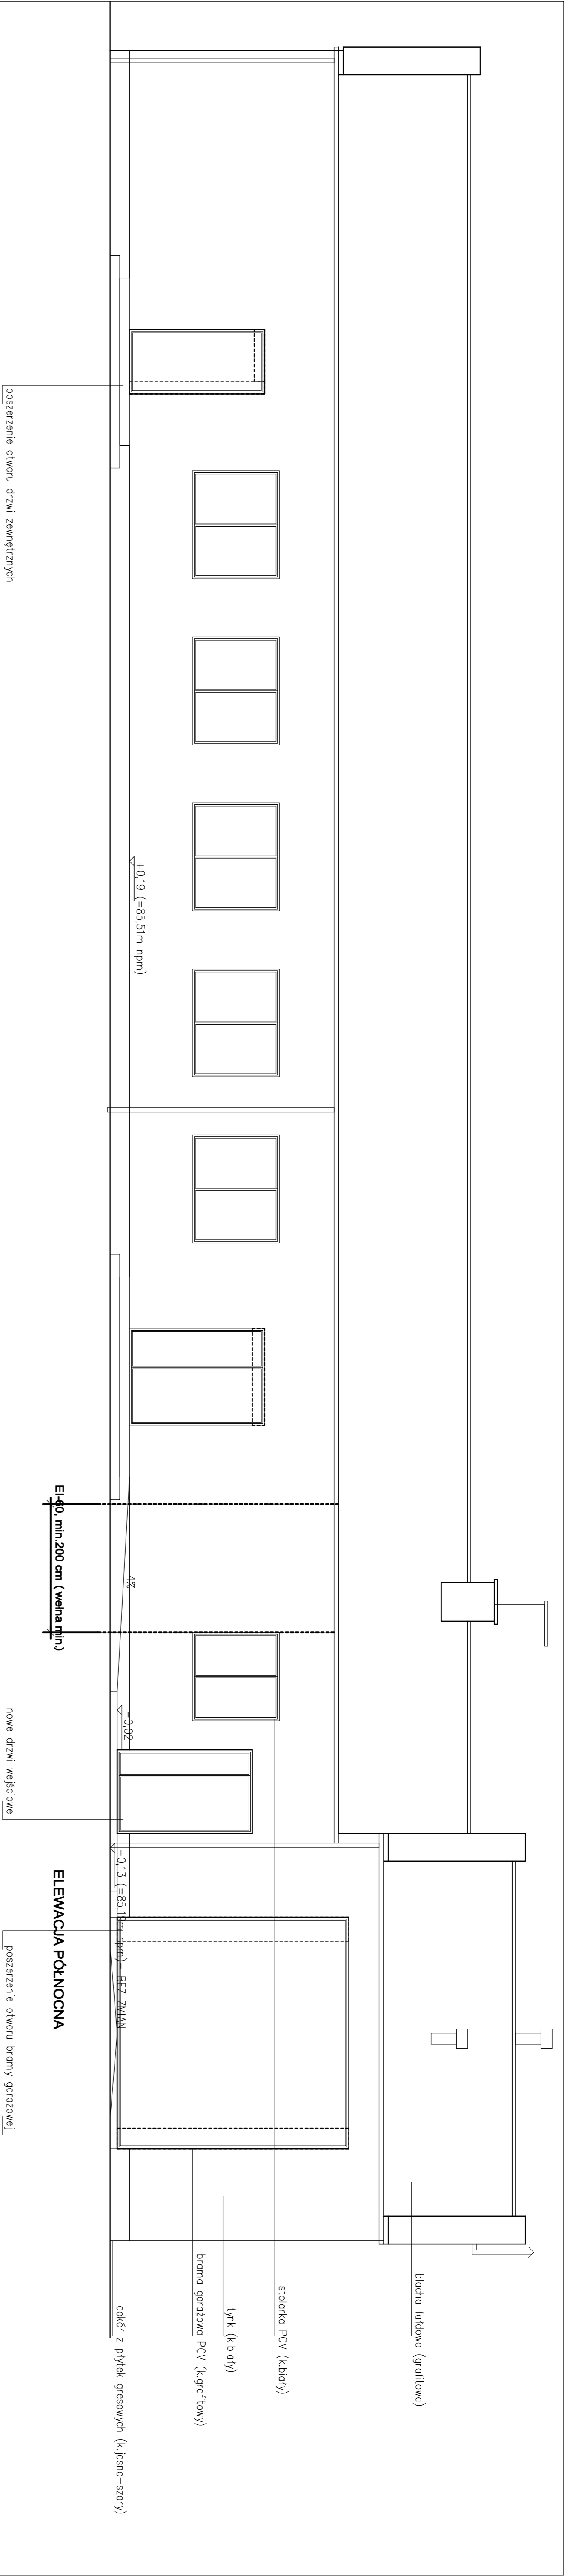 blacha fałdowa (grafitowa)
stolarka PCV (k.biały)
tynk (k.biały)
brama garażowa PCV (k.grafitowy)
cokół z płytek gresowych (k.jasno-szary)
+0,19 (=85,51m npm)
4%
-0,02
-0,13 (=85,19m npm)- BEZ ZMIAN
EI-60, min.200 cm ( wełna min.)
ELEWACJA PÓŁNOCNA
poszerzenie otworu drzwi zewnętrznych
nowe drzwi wejściowe
poszerzenie otworu bramy garażowej